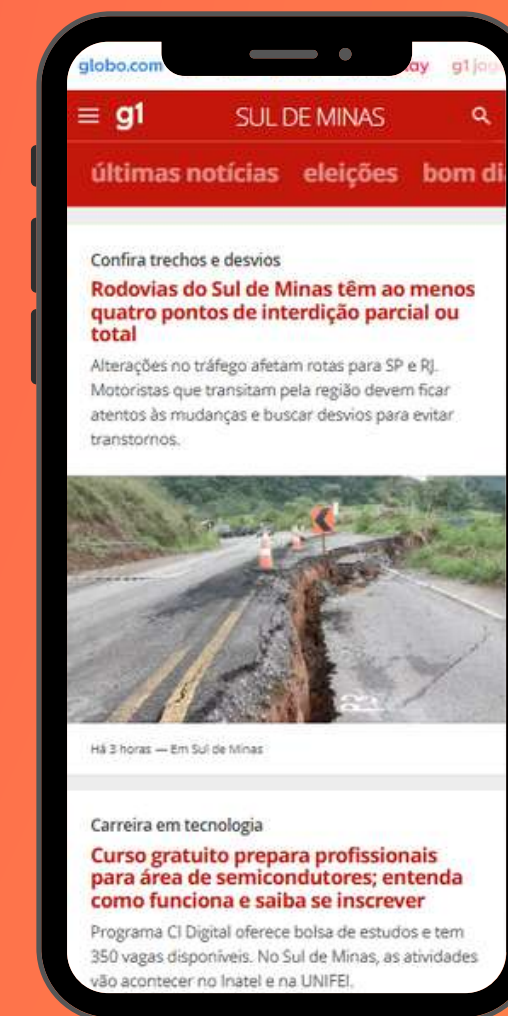 globo.com ay g1 jog
g1 SUL DE MINAS
últimas notícias eleições bom di
Confira trechos e desvios
Rodovias do Sul de Minas têm ao menos
quatro pontos de interdição parcial ou
total
Alterações no tráfego afetam rotas para SP e RJ.
Motoristas que transitam pela região devem ficar
atentos às mudanças e buscar desvios para evitar
transtornos.
Há 3 horas — Em Sul de Minas
Carreira em tecnologia
Curso gratuito prepara profissionais
para área de semicondutores; entenda
como funciona e saiba se inscrever
Programa CI Digital oferece bolsa de estudos e tem
350 vagas disponíveis. No Sul de Minas, as atividades
vão acontecer no Inatel e na UNIFEI.